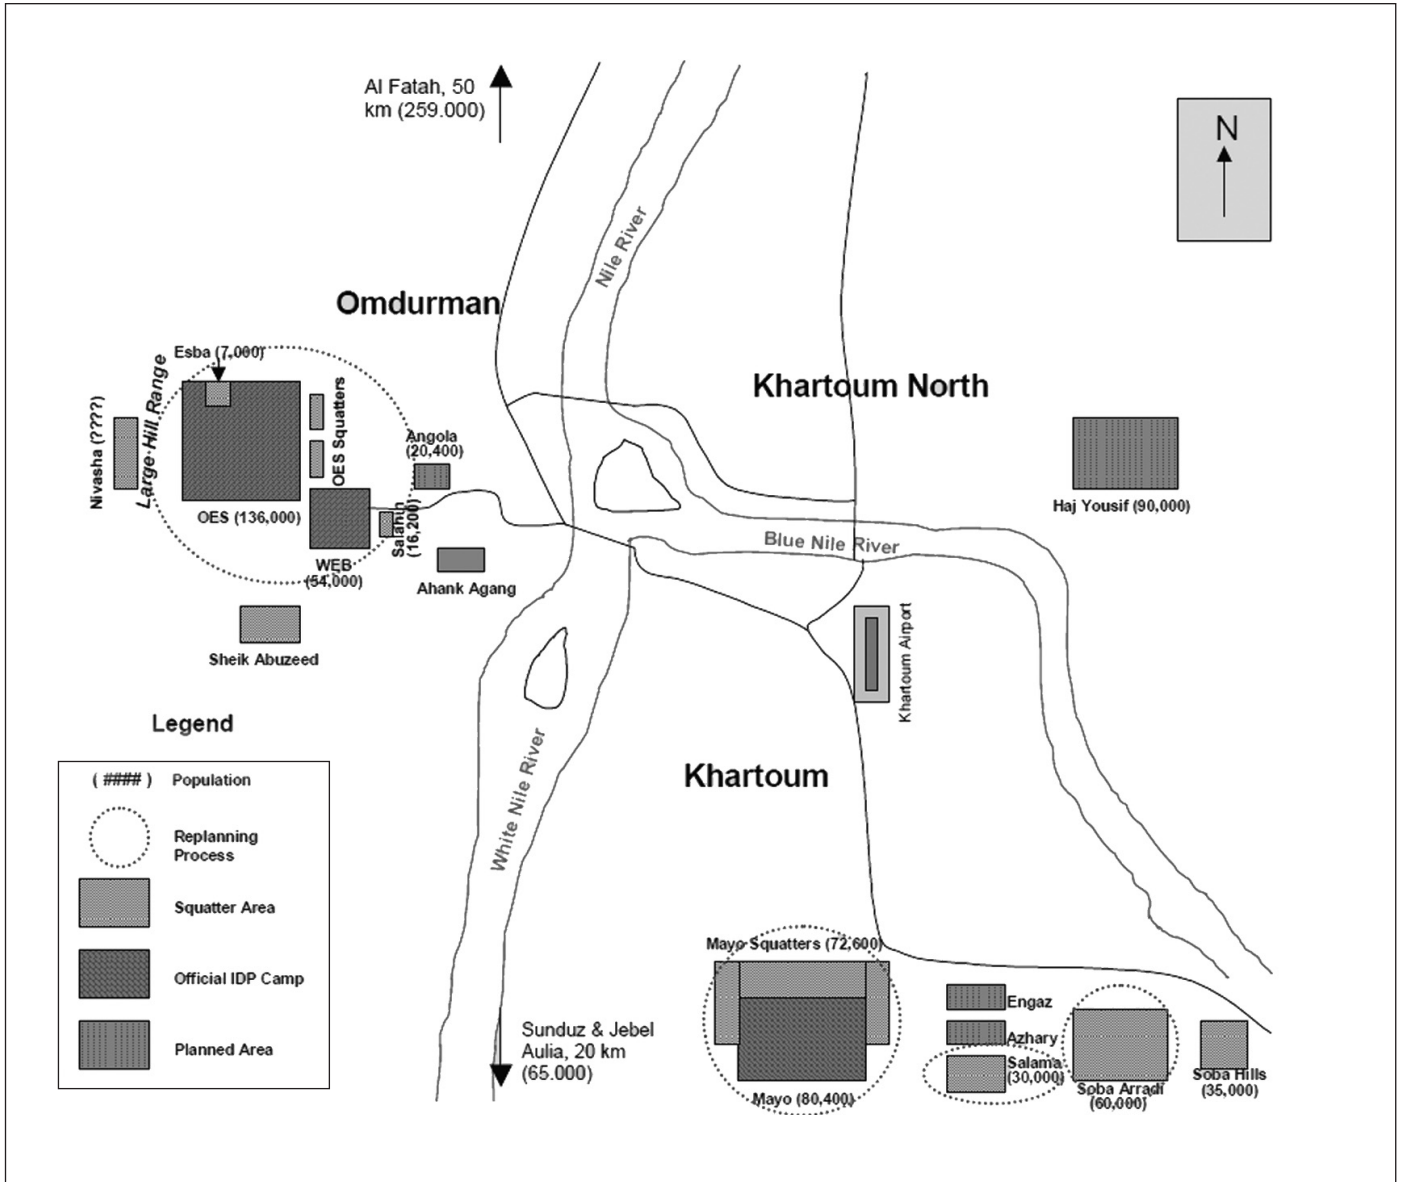 Al Fatah, 50
km (259.000)
N
Nile River
Omdurman
Khartoum North
Esba (7,000)
Large Hill Range
Nivasha (????)
OES Squatters
Angola
(20,400)
OES (136,000)
Salahin
(16,200)
WEB
(54,000)
Ahank Agang
Sheik Abuzeed
Haj Yousif (90,000)
Blue Nile River
Khartoum Airport
Khartoum
White Nile River
Legend
( #### ) Population
Replanning
Process
Squatter Area
Official IDP Camp
Planned Area
Sunduz & Jebel
Aulia, 20 km
(65.000)
Mayo Squatters (72,600)
Mayo (80,400)
Engaz
Azhary
Salama
(30,000)
Soba Arradi
(60,000)
Soba Hills
(35,000)